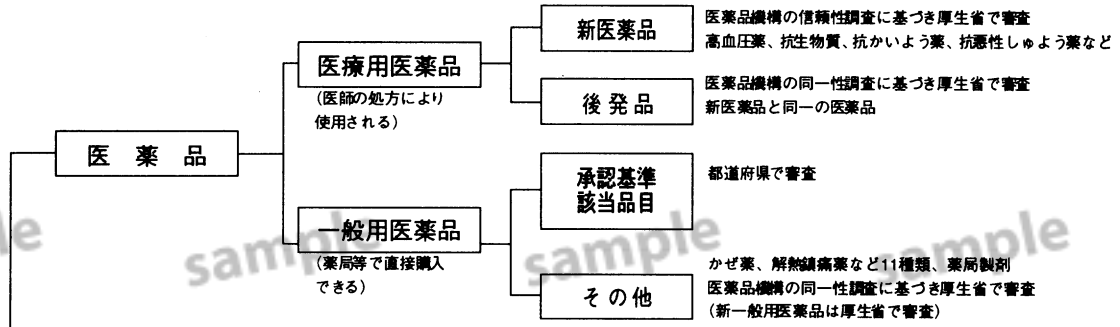 新医薬品
医薬品機構の信頼性調査に基づき厚生省で審査
高血圧薬、抗生物質、抗かいよう薬、抗悪性しゅよう薬など
医療用医薬品
(医師の処方により
使用される)
後発品
医薬品機構の同一性調査に基づき厚生省で審査
新医薬品と同一の医薬品
医薬品
承認基準
該当品目
都道府県で審査
一般用医薬品
(薬局等で直接購入
できる)
その他
かぜ薬、解熱鎮痛薬など11種類、薬局製剤
医薬品機構の同一性調査に基づき厚生省で審査
(新一般用医薬品は厚生省で審査)
sample
sample
sample
le